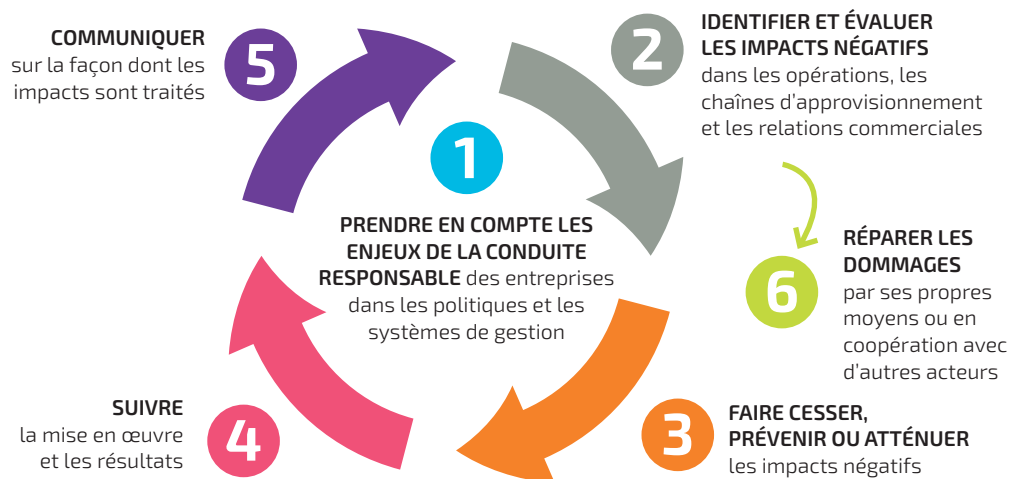 1
PRENDRE EN COMPTE LES
ENJEUX DE LA CONDUITE
RESPONSABLE des entreprises
dans les politiques et les
systèmes de gestion
2
IDENTIFIER ET ÉVALUER
LES IMPACTS NÉGATIFS
dans les opérations, les
chaînes d’approvisionnement
et les relations commerciales
3
FAIRE CESSER,
PRÉVENIR OU ATTÉNUER
les impacts négatifs
4
SUIVRE
la mise en œuvre
et les résultats
5
COMMUNIQUER
sur la façon dont les
impacts sont traités
6
RÉPARER LES
DOMMAGES
par ses propres
moyens ou en
coopération avec
d’autres acteurs